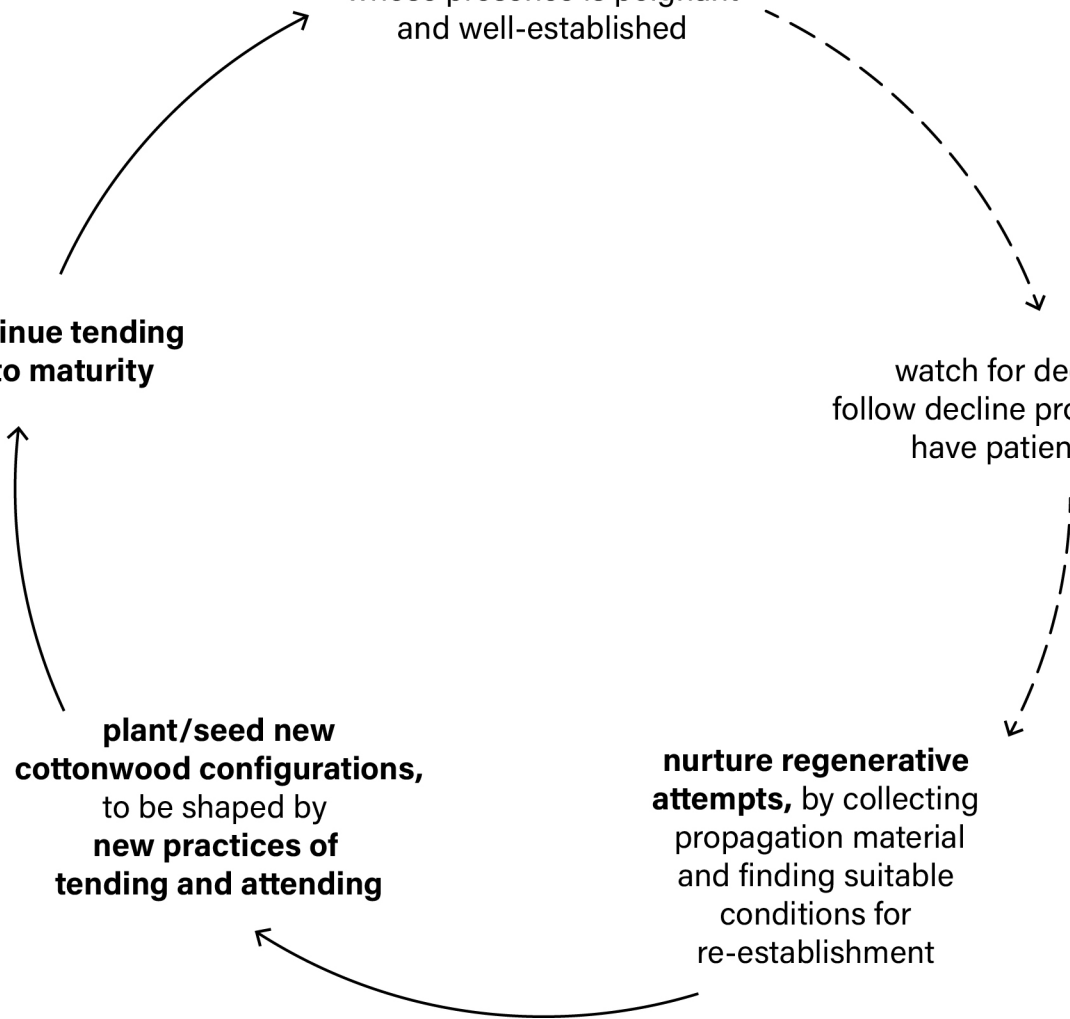 and well-established
inue tending
to maturity
watch for de
follow decline pro
have patien
plant/seed new
cottonwood configurations,
to be shaped by
new practices of
tending and attending
nurture regenerative
attempts, by collecting
propagation material
and finding suitable
conditions for
re-establishment